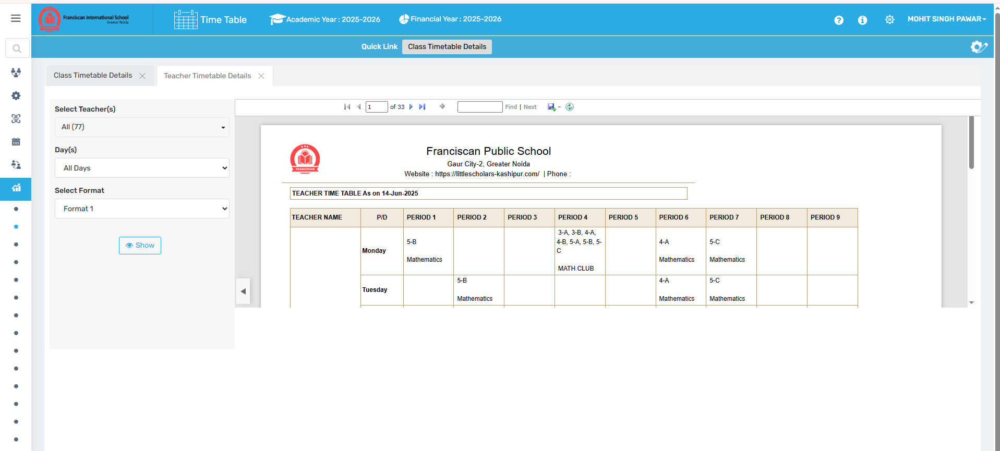 Franciscan International School
Greater Noida
Time Table
Academic Year : 2025-2026
Financial Year : 2025-2026
MOHIT SINGH PAWAR
Quick Link
Class Timetable Details
Class Timetable Details
Teacher Timetable Details
Select Teacher(s)
All (77)
Day(s)
All Days
Select Format
Format 1
Show
1 of 33
Find | Next
FRANCISCAN
Franciscan Public School
Gaur City-2, Greater Noida
Website : https://littlescholars-kashipur.com/ | Phone :
TEACHER TIME TABLE As on 14-Jun-2025
TEACHER NAME P/D PERIOD 1 PERIOD 2 PERIOD 3 PERIOD 4 PERIOD 5 PERIOD 6 PERIOD 7 PERIOD 8 PERIOD 9
Monday
5-B
Mathematics
3-A, 3-B, 4-A,
4-B, 5-A, 5-B, 5-
C
MATH CLUB
4-A
Mathematics
5-C
Mathematics
Tuesday
5-B
Mathematics
4-A
Mathematics
5-C
Mathematics